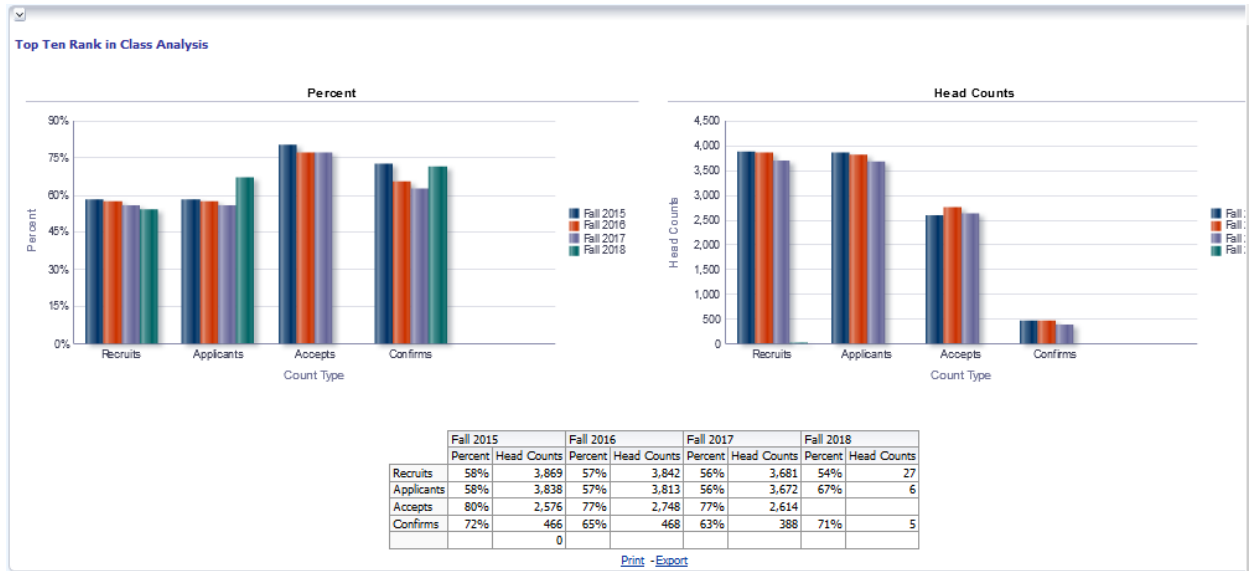 Top Ten Rank in Class Analysis
Percent
90%
75%
60%
45%
30%
15%
0%
Percent
Recruits Applicants Accepts Confirms
Count Type
Fall 2015
Fall 2016
Fall 2017
Fall 2018
Head Counts
4,500
4,000
3,500
3,000
2,500
2,000
1,500
1,000
500
0
Head Counts
Recruits Applicants Accepts Confirms
Count Type
Fall
Fall
Fall
Fall
Fall 2015 Fall 2016 Fall 2017 Fall 2018
Percent Head Counts Percent Head Counts Percent Head Counts Percent Head Counts
Recruits 58% 3,869 57% 3,842 56% 3,681 54% 27
Applicants 58% 3,838 57% 3,813 56% 3,672 67% 6
Accepts 80% 2,576 77% 2,748 77% 2,614
Confirms 72% 466 65% 468 63% 388 71% 5
0
Print - Export